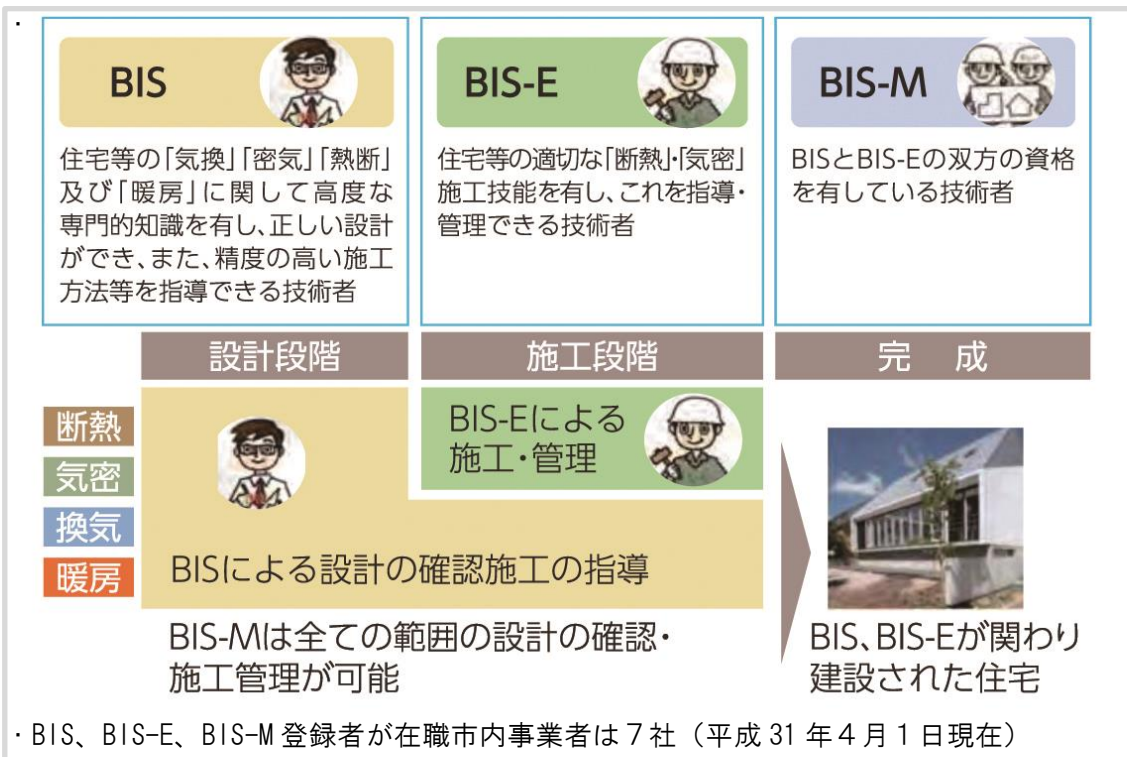 ・
BIS
住宅等の「気換」「密気」「熱断」
及び「暖房」に関して高度な
専門的知識を有し、正しい設計
ができ、また、精度の高い施工
方法等を指導できる技術者
BIS-E
住宅等の適切な「断熱」・「気密」
施工技能を有し、これを指導・
管理できる技術者
BIS-M
BISとBIS-Eの双方の資格
を有している技術者
設計段階
施工段階
完 成
断熱
気密
換気
暖房
BIS-Eによる
施工・管理
BISによる設計の確認施工の指導
BIS-Mは全ての範囲の設計の確認・
施工管理が可能
BIS、BIS-Eが関わり
建設された住宅
・BIS、BIS-E、BIS-M 登録者が在職市内事業者は７社（平成 31 年４月１日現在）